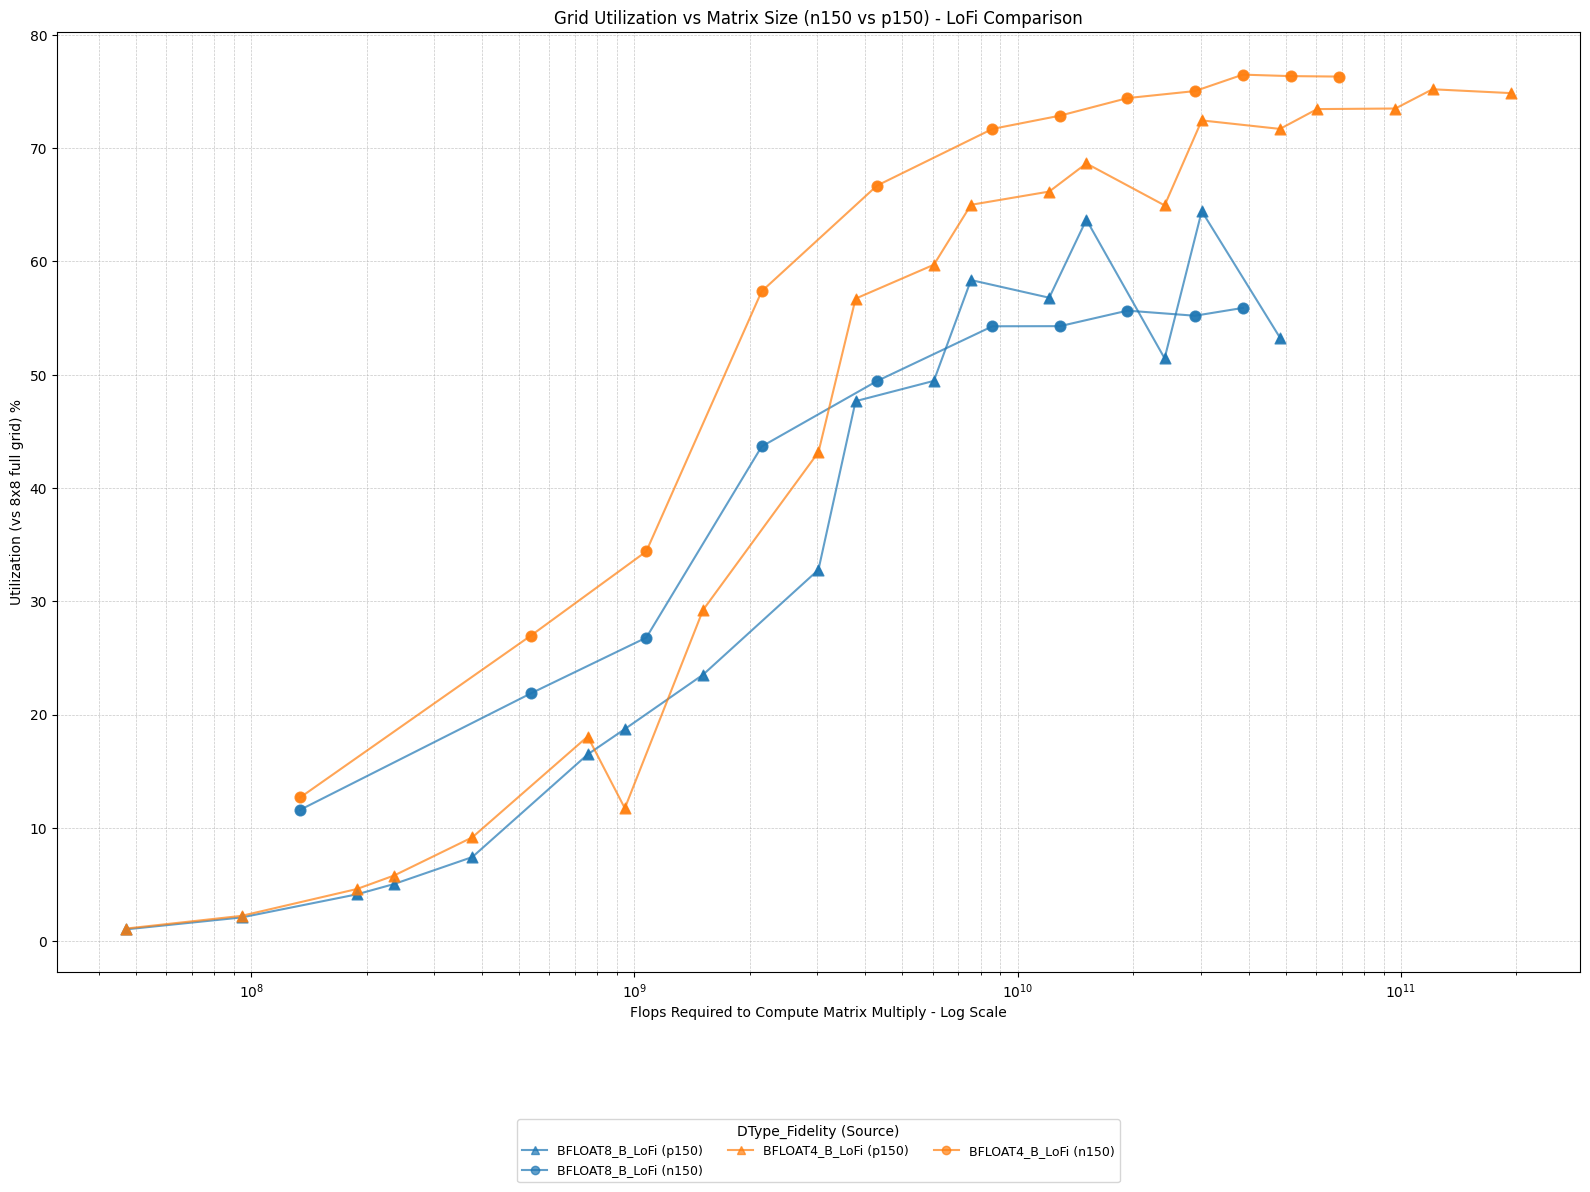 Grid Utilization vs Matrix Size (n150 vs p150) - LoFi Comparison
80
70
60
50
40
30
20
10
0
Utilization (vs 8x8 full grid) %
10^8
10^9
10^10
10^11
Flops Required to Compute Matrix Multiply - Log Scale
DType_Fidelity (Source)
BFLOAT8_B_LoFi (p150)
BFLOAT8_B_LoFi (n150)
BFLOAT4_B_LoFi (p150)
BFLOAT4_B_LoFi (n150)